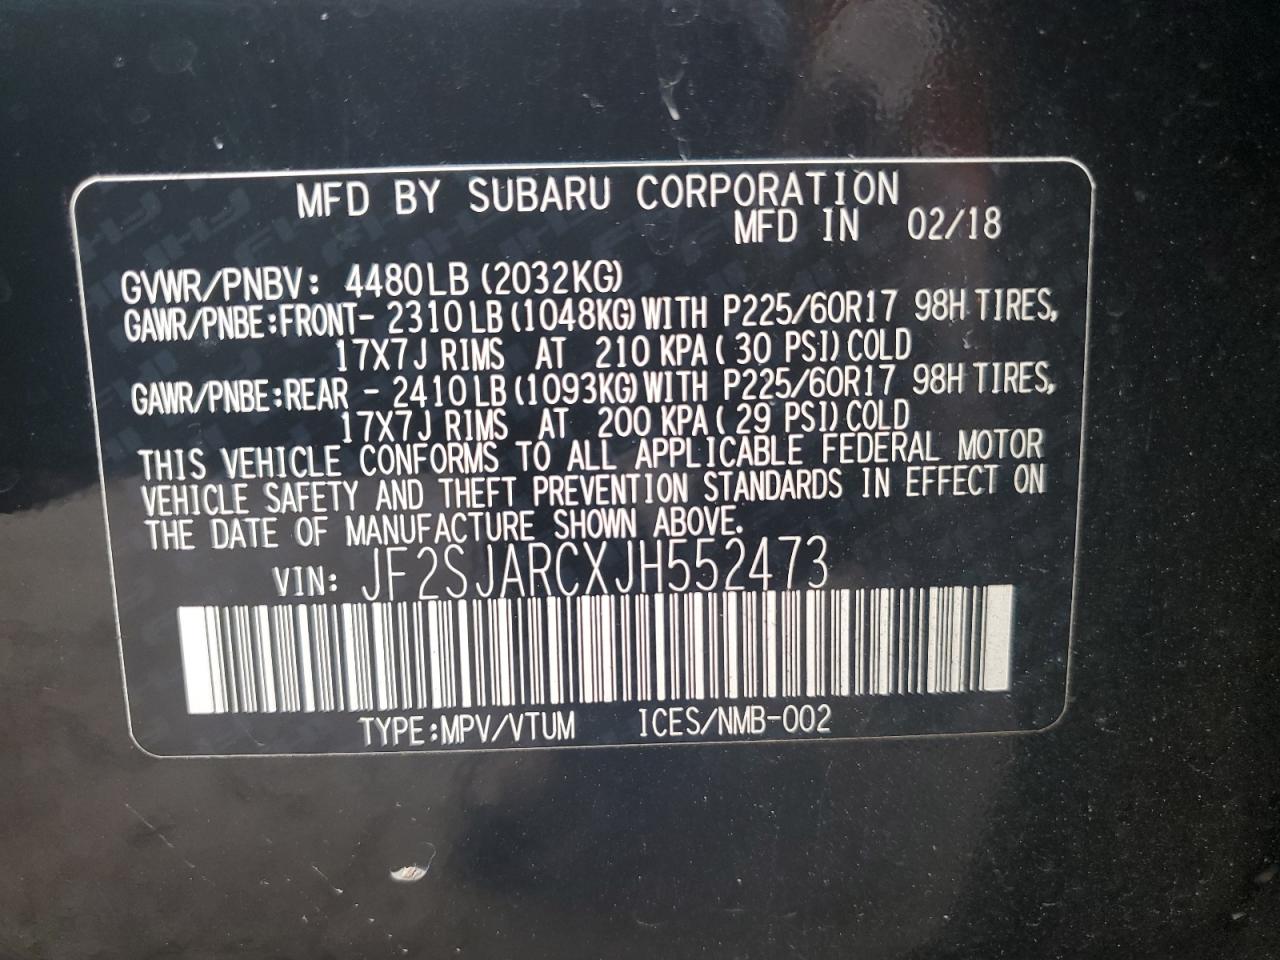 MFD BY SUBARU CORPORATION
MFD IN 02/18
GVWR/PNBV: 4480LB (2032KG)
GAWR/PNBE:FRONT- 2310LB(1048KG)WITH P225/60R17 98H TIRES,
17X7J RIMS AT 210 KPA( 30 PSI)COLD
GAWR/PNBE:REAR - 2410LB(1093KG)WITH P225/60R17 98H TIRES,
17X7J RIMS AT 200 KPA( 29 PSI)COLD
THIS VEHICLE CONFORMS TO ALL APPLICABLE FEDERAL MOTOR
VEHICLE SAFETY AND THEFT PREVENTION STANDARDS IN EFFECT ON
THE DATE OF MANUFACTURE SHOWN ABOVE.
VIN: JF2SJARCXJH552473
TYPE:MPV/VTUM ICES/NMB-002